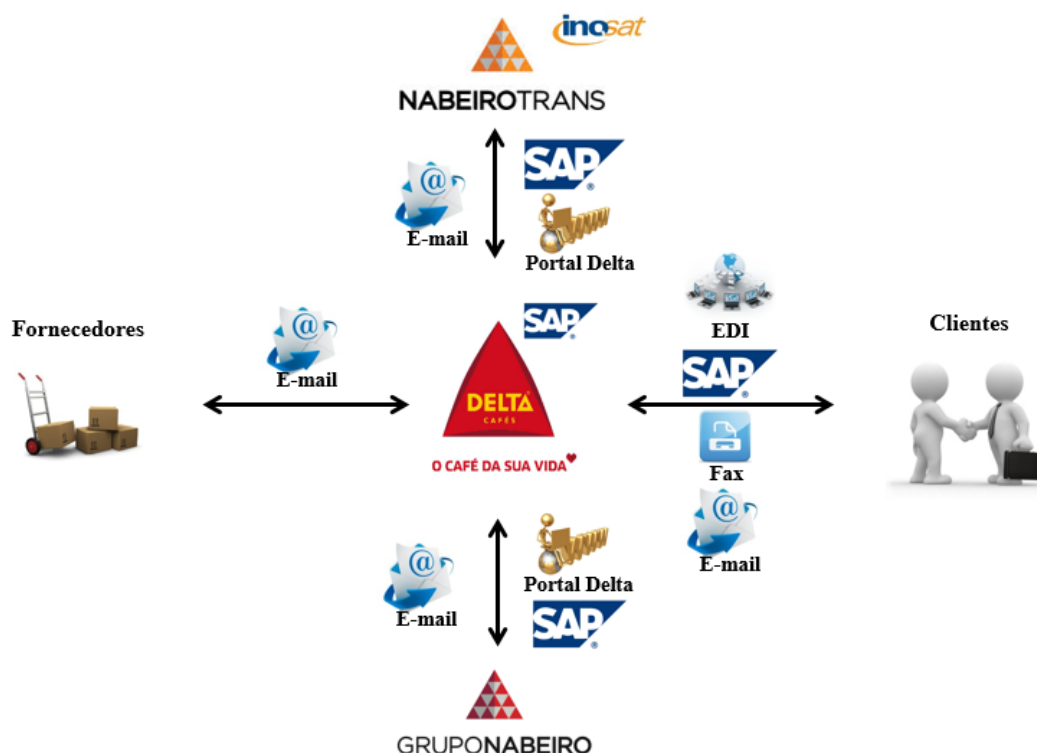 inosat
NABEIROTRANS
SAP
®
@
E-mail
Portal Delta
EDI
Fornecedores
@
E-mail
SAP
®
Clientes
SAP
®
DELTA
CAFÉS
O CAFÉ DA SUA VIDA
Fax
@
E-mail
@
E-mail
Portal Delta
SAP
®
GRUPONABEIRO